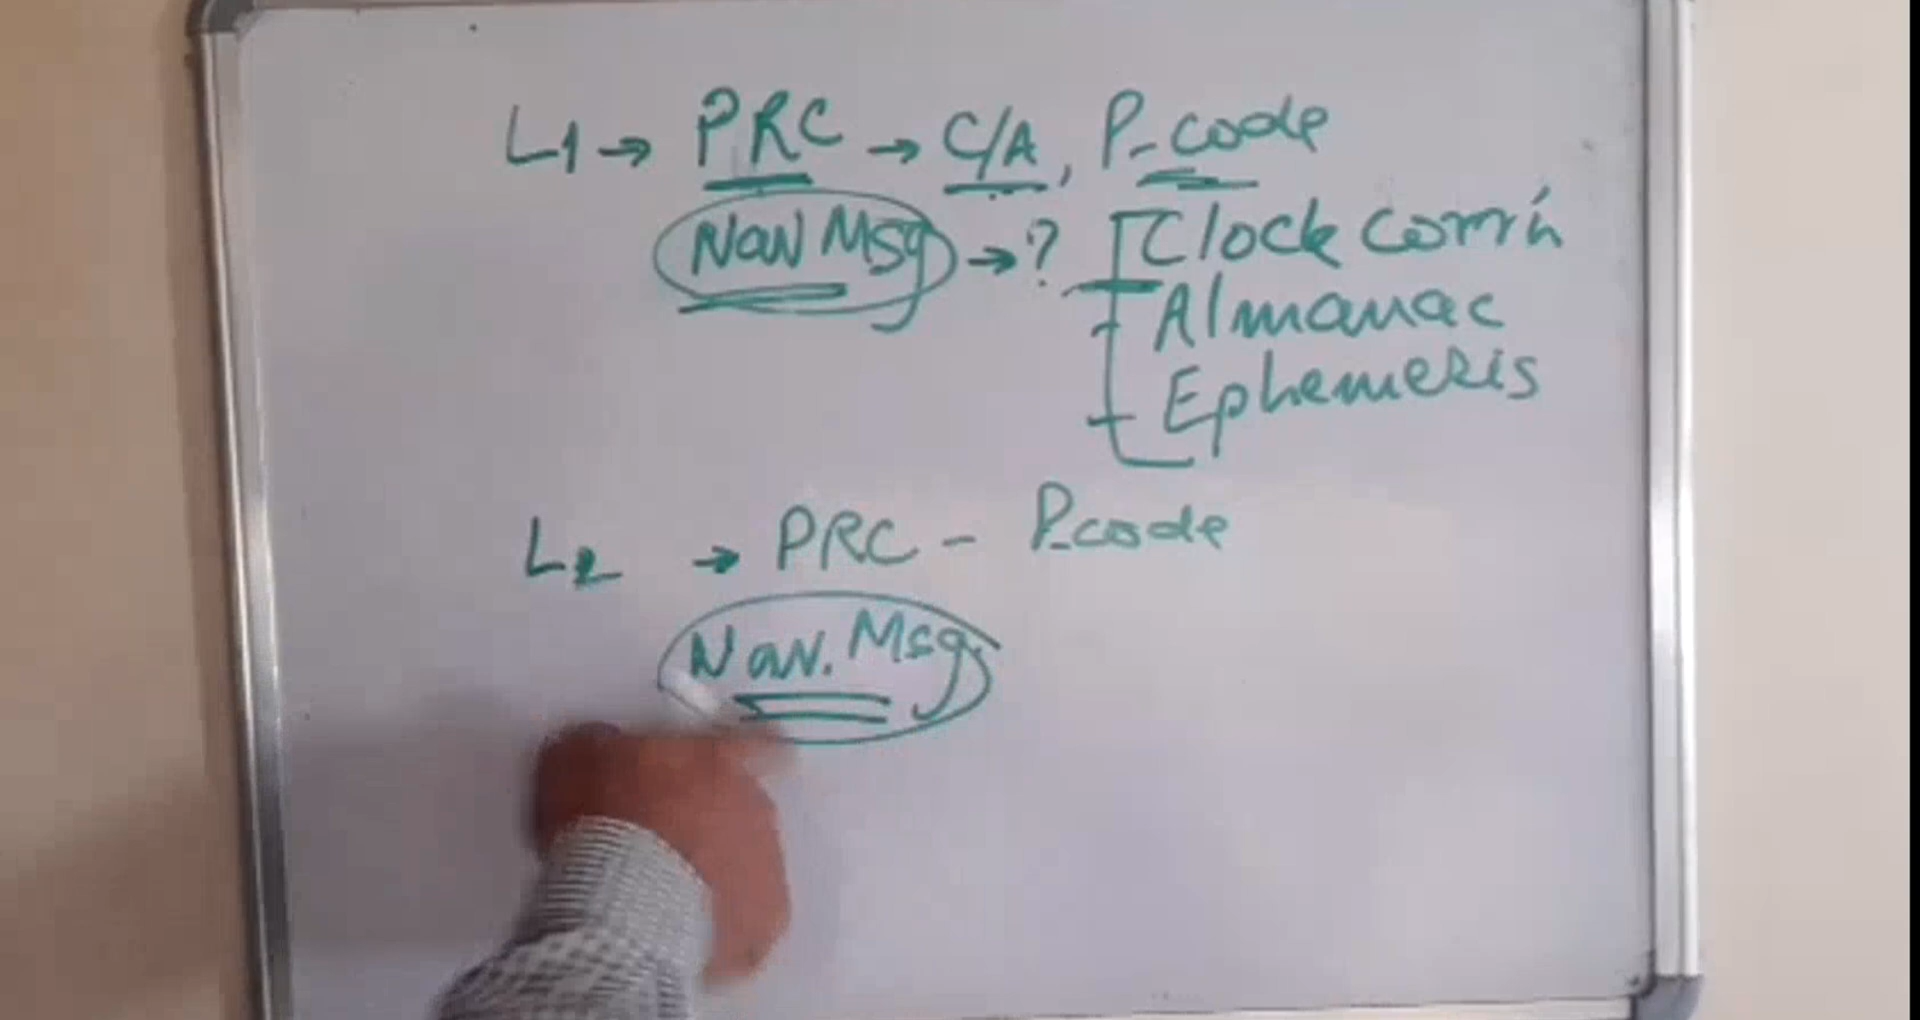 L1 → PRC → C/A, P-code
Nav Msg → ? Clock corr'n
Almanac
Ephemeris
L2 → PRC - P-code
Nav. Msg